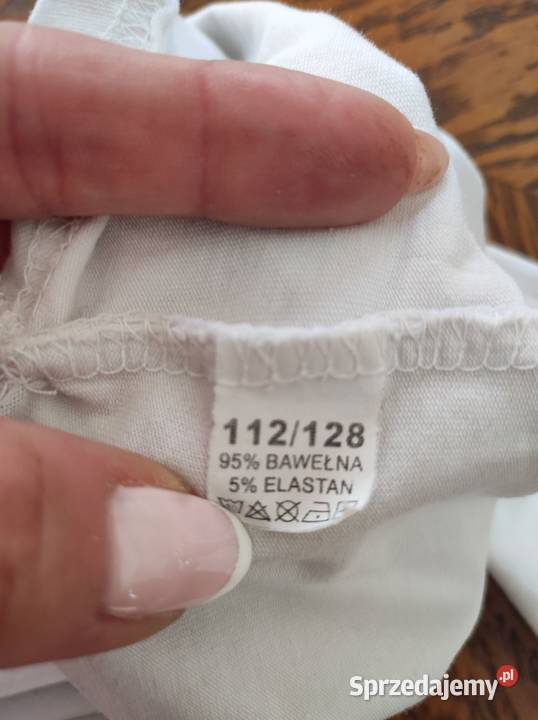 112/128
95% BAWEŁNA
5% ELASTAN
Sprzedajemy.pl